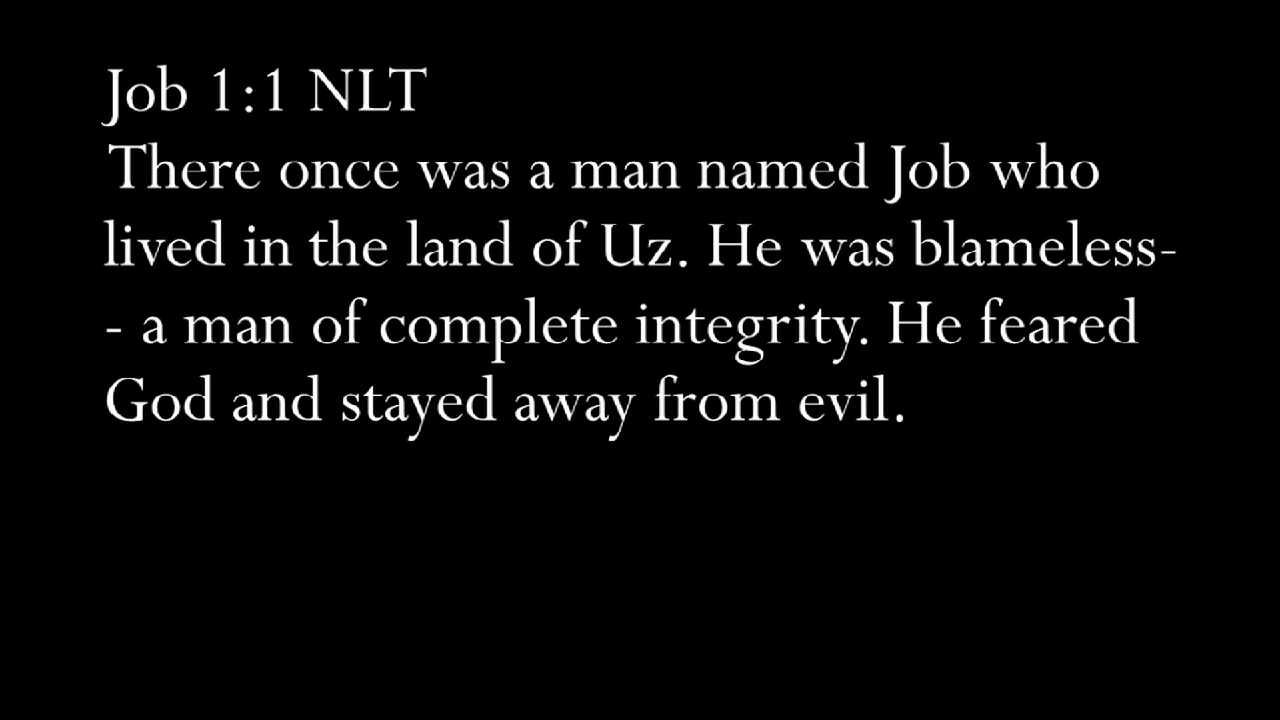 Job 1:1 NLT
There once was a man named Job who
lived in the land of Uz. He was blameless-
- a man of complete integrity. He feared
God and stayed away from evil.